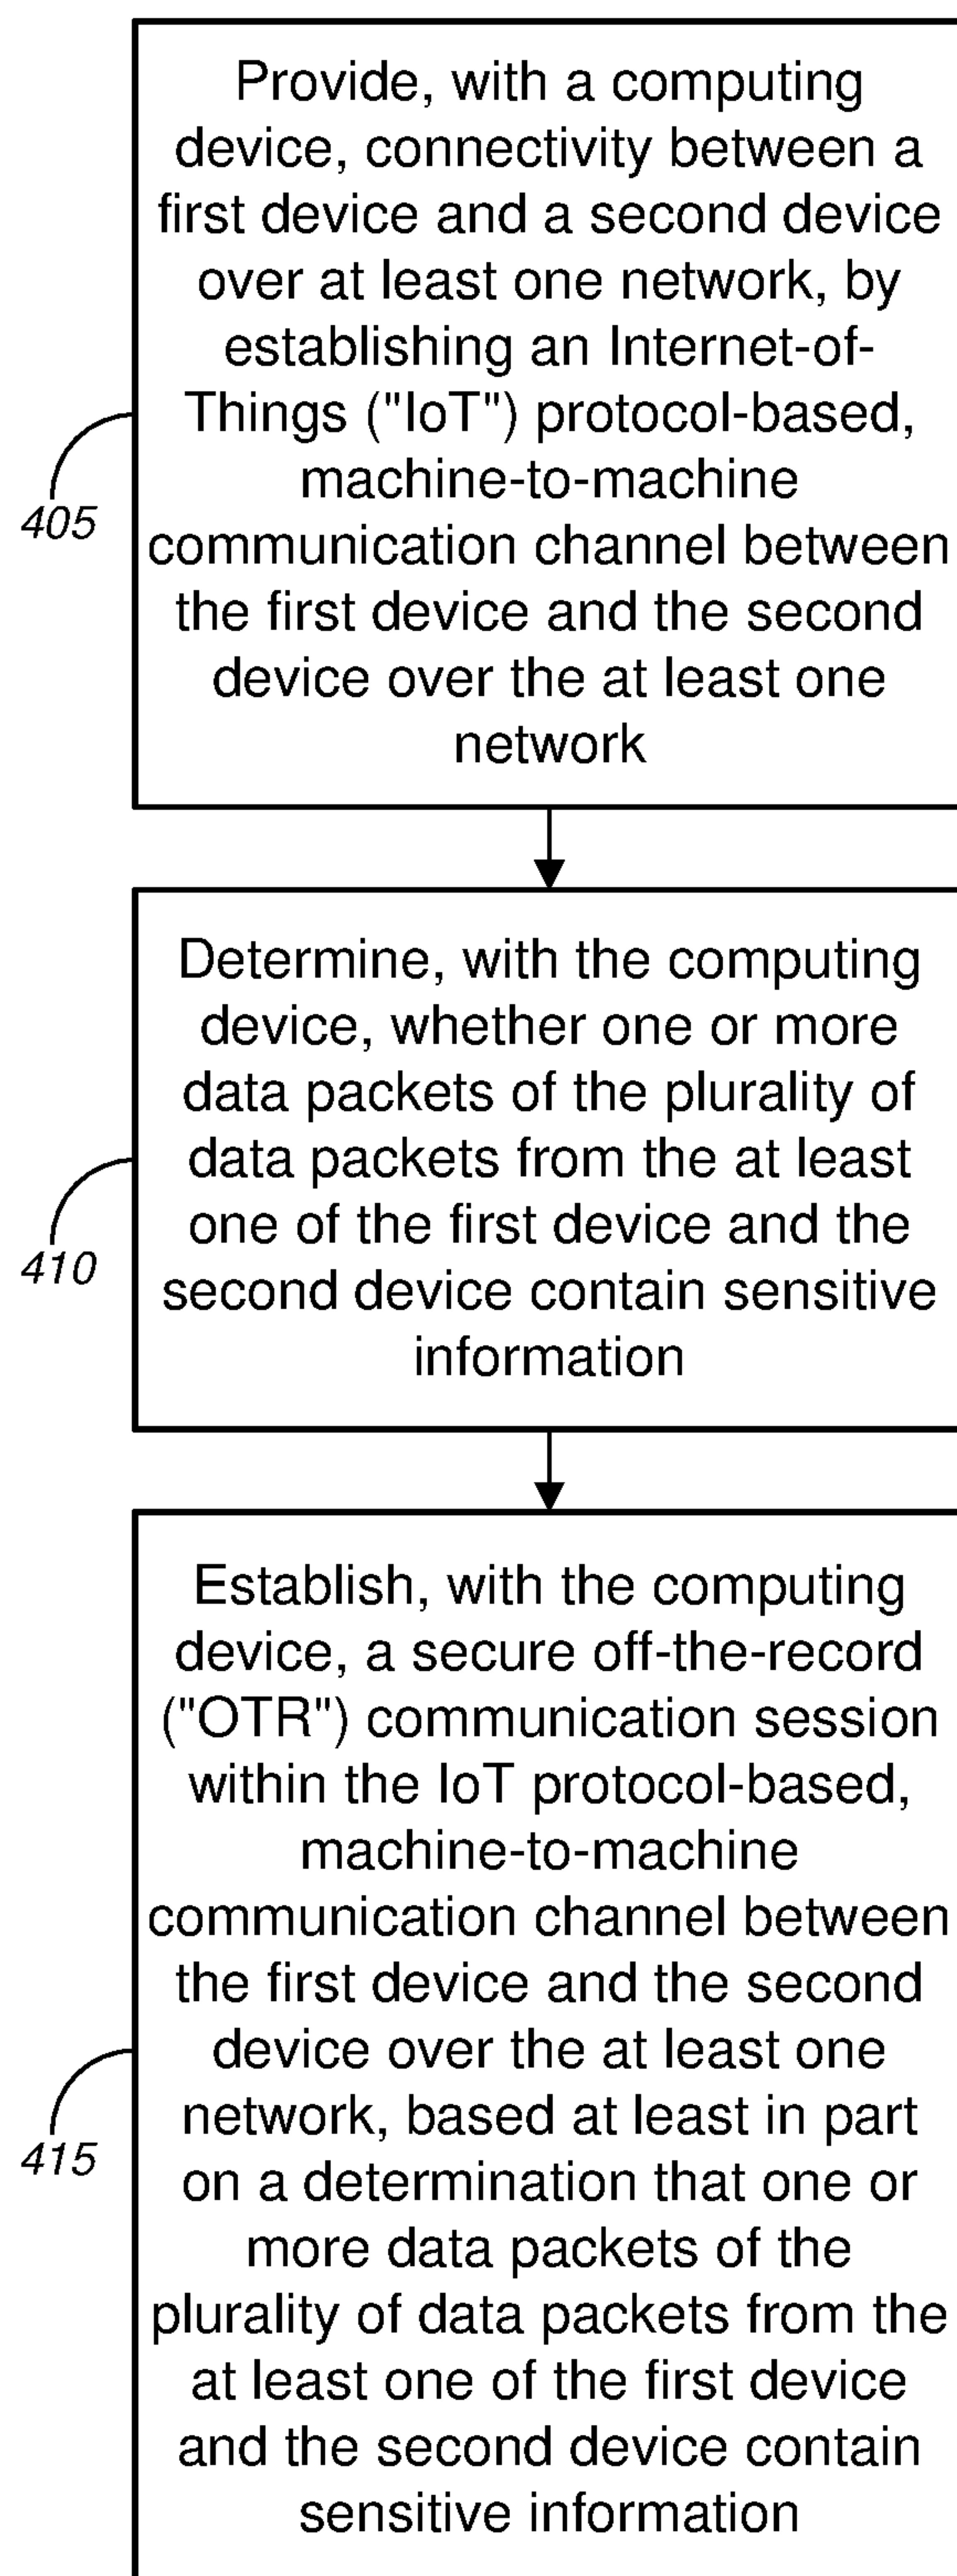 Provide, with a computing
device, connectivity between a
first device and a second device
over at least one network, by
establishing an Internet-of-
Things ("IoT") protocol-based,
machine-to-machine
communication channel between
the first device and the second
device over the at least one
network
405
Determine, with the computing
device, whether one or more
data packets of the plurality of
data packets from the at least
one of the first device and the
second device contain sensitive
information
410
Establish, with the computing
device, a secure off-the-record
("OTR") communication session
within the IoT protocol-based,
machine-to-machine
communication channel between
the first device and the second
device over the at least one
network, based at least in part
on a determination that one or
more data packets of the
plurality of data packets from the
at least one of the first device
and the second device contain
sensitive information
415